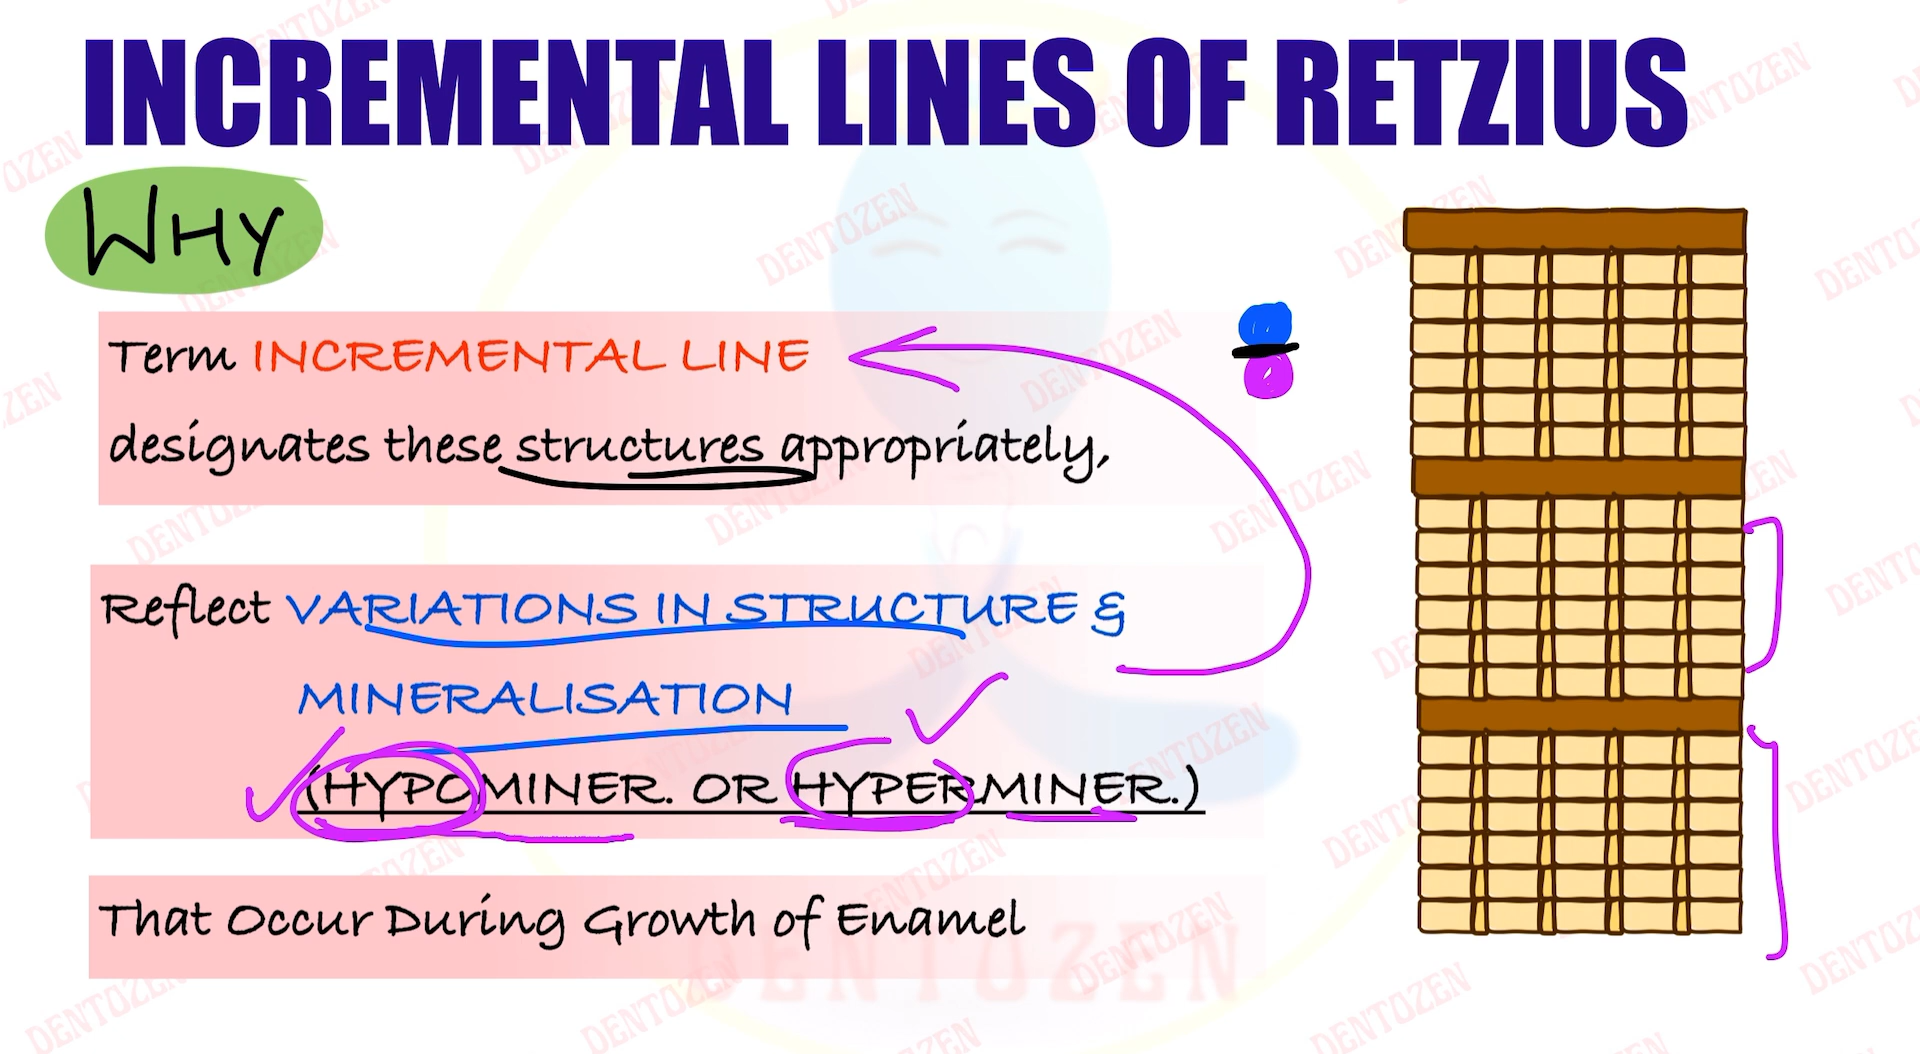 INCREMENTAL LINES OF RETZIUS
WHY
Term INCREMENTAL LINE
designates these structures appropriately,
Reflect VARIATIONS IN STRUCTURE &
MINERALISATION
(HYPOMINER. OR HYPERMINER.)
That Occur During Growth of Enamel
DENTOZEN